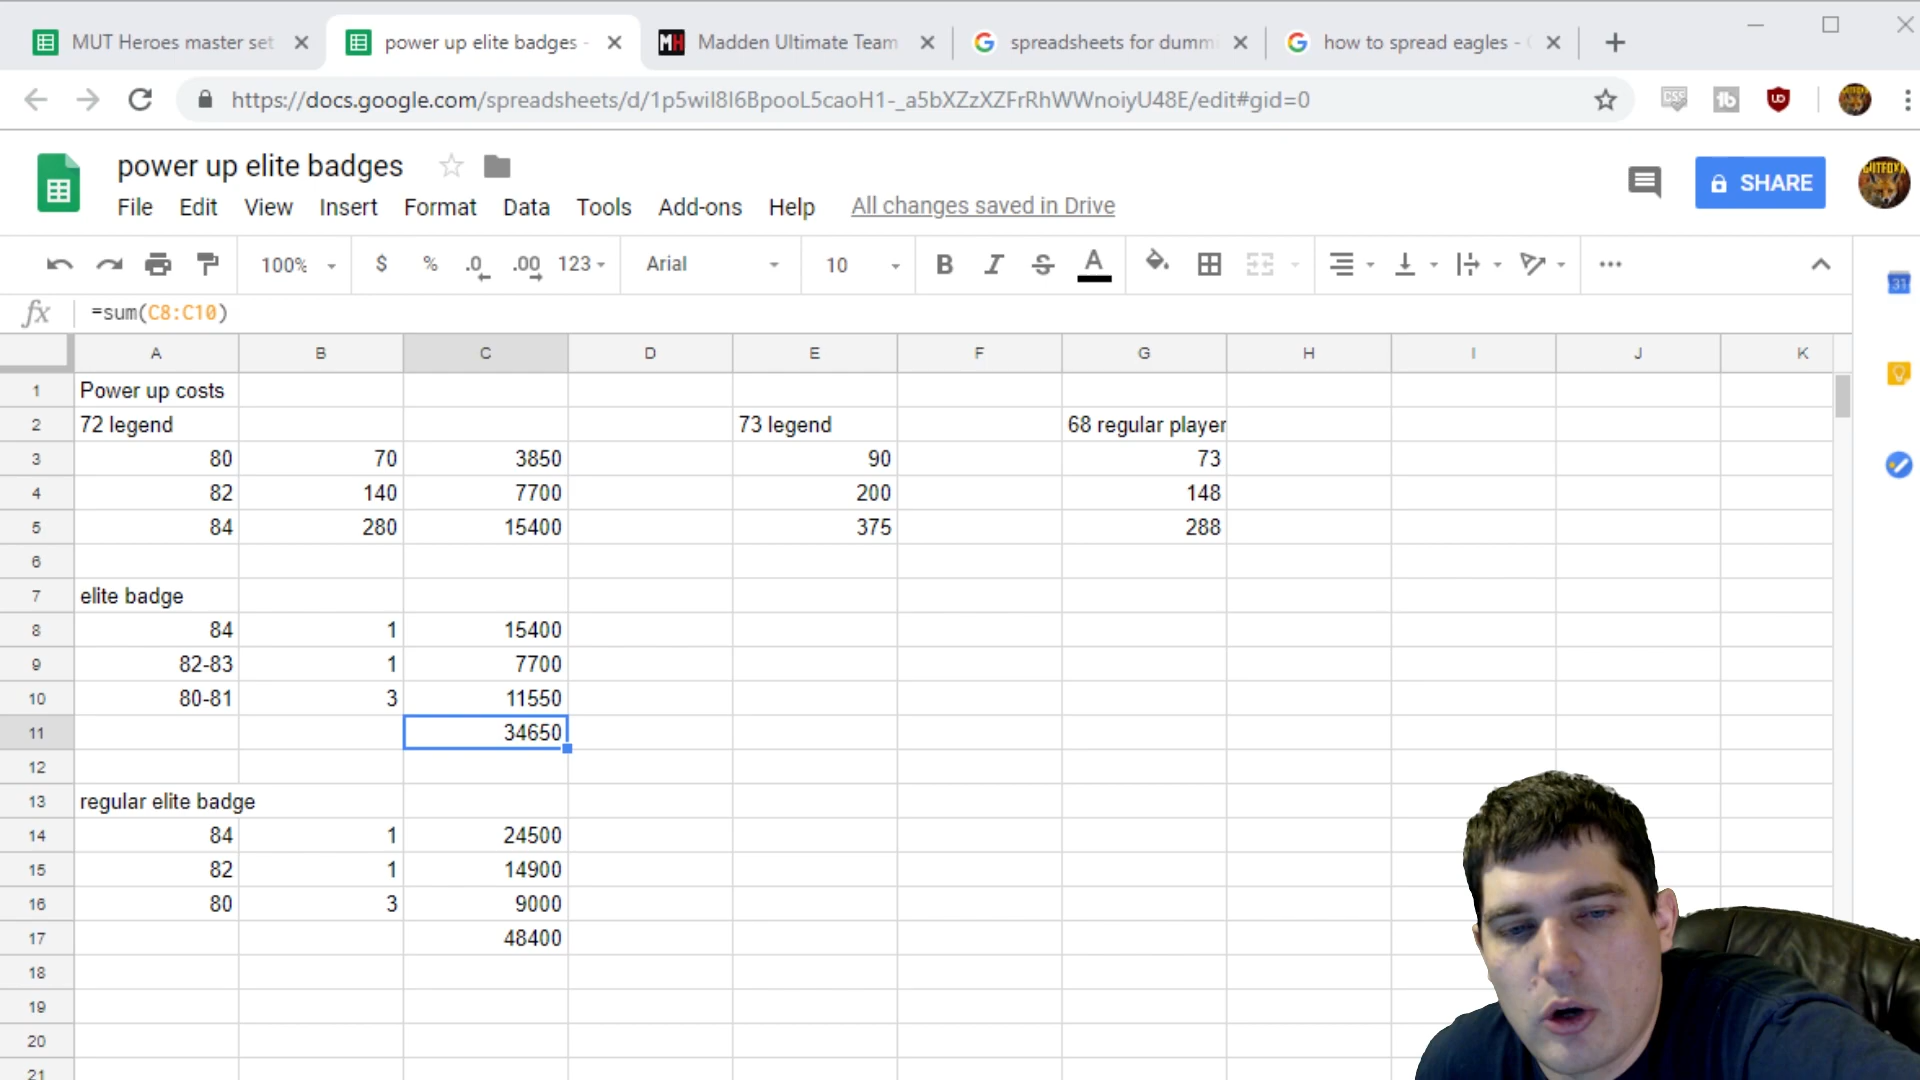 MUT Heroes master set
power up elite badges -
MH Madden Ultimate Team
spreadsheets for dummi
how to spread eagles -
https://docs.google.com/spreadsheets/d/1p5wil8I6BpooL5caoH1-_a5bXZzXZFrRhWWnoiyU48E/edit#gid=0
power up elite badges
SHARE
File Edit View Insert Format Data Tools Add-ons Help All changes saved in Drive
100% $ % .0 .00 123 Arial 10 B I S A
31
fx =sum(C8:C10)
A B C D E F G H I J K
1 Power up costs
2 72 legend 73 legend 68 regular player
3 80 70 3850 90 73
4 82 140 7700 200 148
5 84 280 15400 375 288
6
7 elite badge
8 84 1 15400
9 82-83 1 7700
10 80-81 3 11550
11 34650
12
13 regular elite badge
14 84 1 24500
15 82 1 14900
16 80 3 9000
17 48400
18
19
20
21